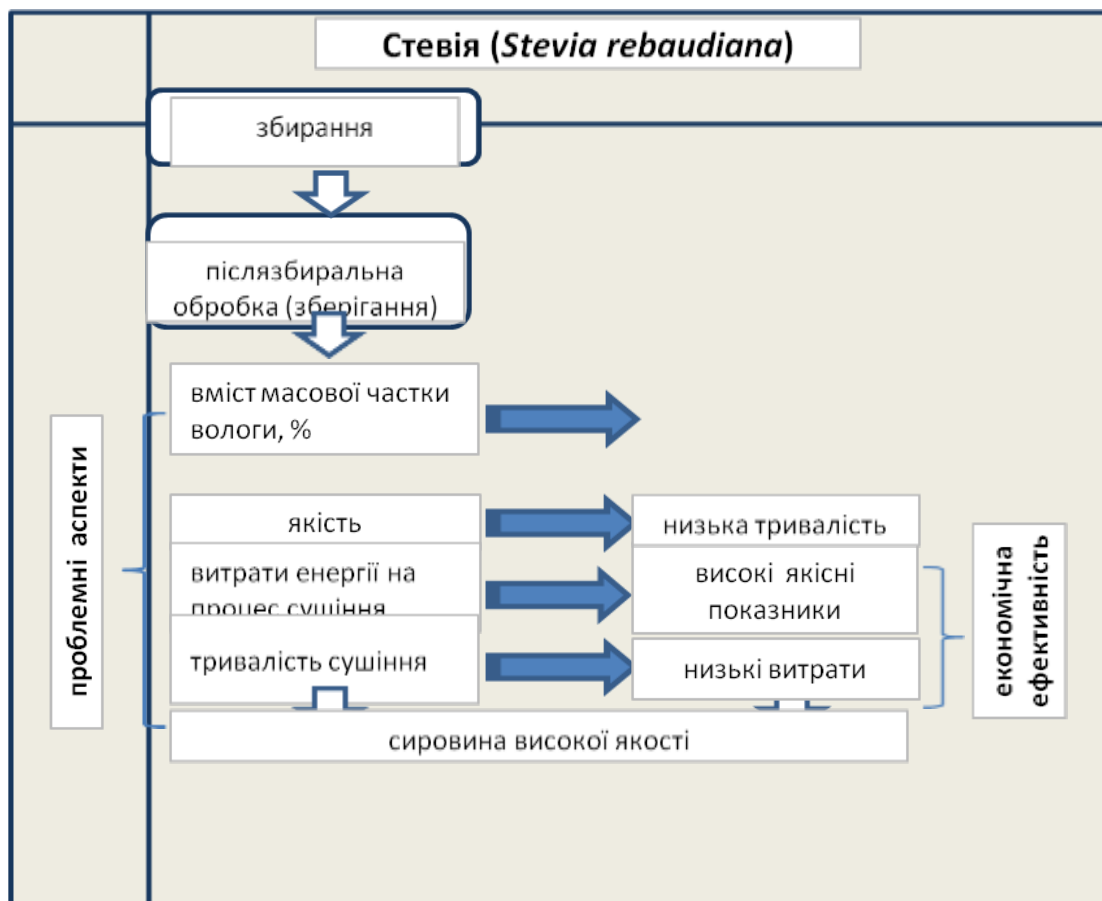 Стевія (Stevia rebaudiana)
збирання
післязбиральна
обробка (зберігання)
вміст масової частки
вологи, %
якість
низька тривалість
витрати енергії на
процес сушіння
високі якісні
показники
тривалість сушіння
низькі витрати
сировина високої якості
проблемні аспекти
економічна
ефективність